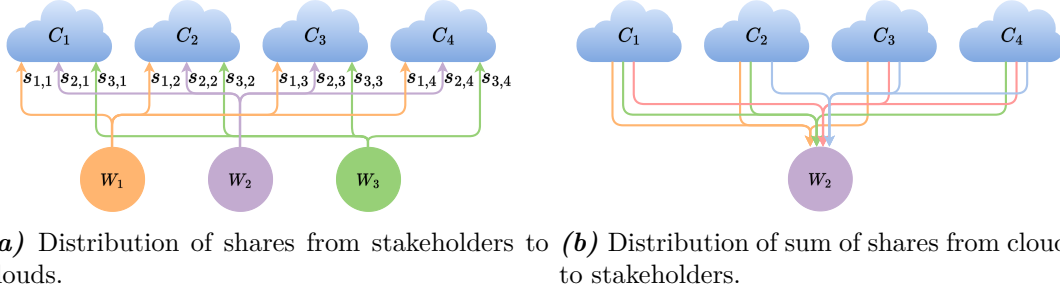 C1 C2 C3 C4
s1,1 s2,1 s3,1 s1,2 s2,2 s3,2 s1,3 s2,3 s3,3 s1,4 s2,4 s3,4
W1 W2 W3
a) Distribution of shares from stakeholders to
louds.
C1 C2 C3 C4
W2
(b) Distribution of sum of shares from cloud
to stakeholders.